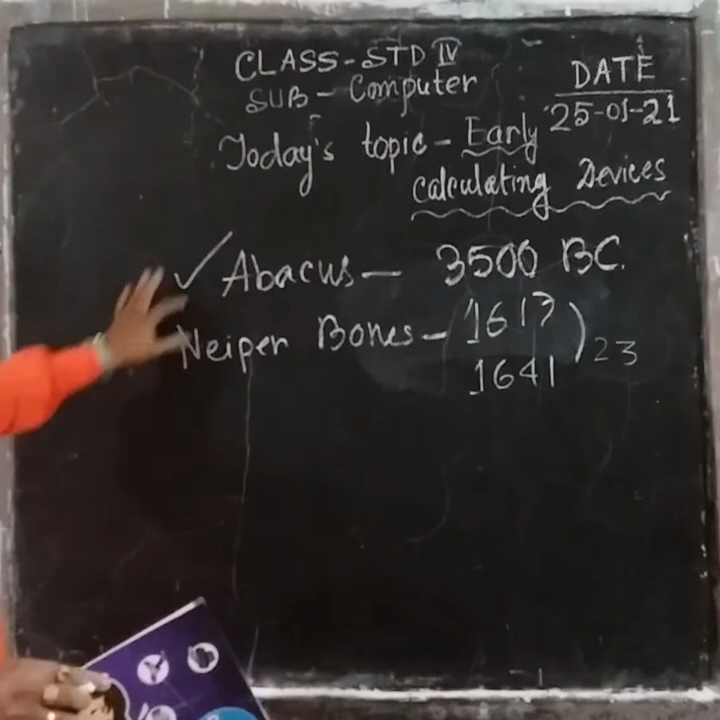 CLASS-STD IV
SUB - Computer
DATE
25-01-21
Today's topic - Early
Calculating Devices
✓ Abacus — 3500 BC.
Neiper Bones - 1617
1641 ) 23